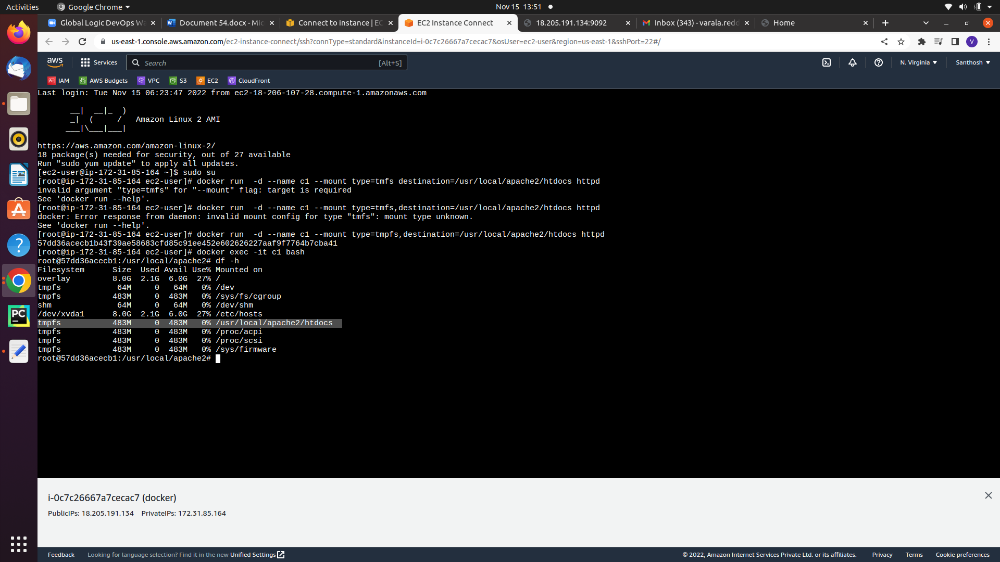 Activities Google Chrome Nov 15 13:51
Global Logic DevOps Wa Document 54.docx - Mic Connect to instance | EC EC2 Instance Connect 18.205.191.134:9092 Inbox (343) - varala.redd Home
us-east-1.console.aws.amazon.com/ec2-instance-connect/ssh?connType=standard&instanceId=i-0c7c26667a7cecac7&osUser=ec2-user&region=us-east-1&sshPort=22#/ V
aws Services Search [Alt+S] N. Virginia Santhosh
IAM AWS Budgets VPC S3 EC2 CloudFront
Last login: Tue Nov 15 06:23:47 2022 from ec2-18-206-107-28.compute-1.amazonaws.com
__|  __|_  )
_|  (     /   Amazon Linux 2 AMI
___|\___|___|
https://aws.amazon.com/amazon-linux-2/
18 package(s) needed for security, out of 27 available
Run "sudo yum update" to apply all updates.
[ec2-user@ip-172-31-85-164 ~]$ sudo su
[root@ip-172-31-85-164 ec2-user]# docker run  -d --name c1 --mount type=tmfs destination=/usr/local/apache2/htdocs httpd
invalid argument "type=tmfs" for "--mount" flag: target is required
See 'docker run --help'.
[root@ip-172-31-85-164 ec2-user]# docker run  -d --name c1 --mount type=tmfs,destination=/usr/local/apache2/htdocs httpd
docker: Error response from daemon: invalid mount config for type "tmfs": mount type unknown.
See 'docker run --help'.
[root@ip-172-31-85-164 ec2-user]# docker run  -d --name c1 --mount type=tmpfs,destination=/usr/local/apache2/htdocs httpd
57dd36acecb1b43f39ae58683cfd85c91ee452e602626227aaf9f7764b7cba41
[root@ip-172-31-85-164 ec2-user]# docker exec -it c1 bash
root@57dd36acecb1:/usr/local/apache2# df -h
Filesystem      Size  Used Avail Use% Mounted on
overlay         8.0G  2.1G  6.0G  27% /
tmpfs            64M     0   64M   0% /dev
tmpfs           483M     0  483M   0% /sys/fs/cgroup
shm              64M     0   64M   0% /dev/shm
/dev/xvda1      8.0G  2.1G  6.0G  27% /etc/hosts
tmpfs           483M     0  483M   0% /usr/local/apache2/htdocs
tmpfs           483M     0  483M   0% /proc/acpi
tmpfs           483M     0  483M   0% /proc/scsi
tmpfs           483M     0  483M   0% /sys/firmware
root@57dd36acecb1:/usr/local/apache2#
PC
i-0c7c26667a7cecac7 (docker)
PublicIPs: 18.205.191.134 PrivateIPs: 172.31.85.164
Feedback Looking for language selection? Find it in the new Unified Settings © 2022, Amazon Internet Services Private Ltd. or its affiliates. Privacy Terms Cookie preferences